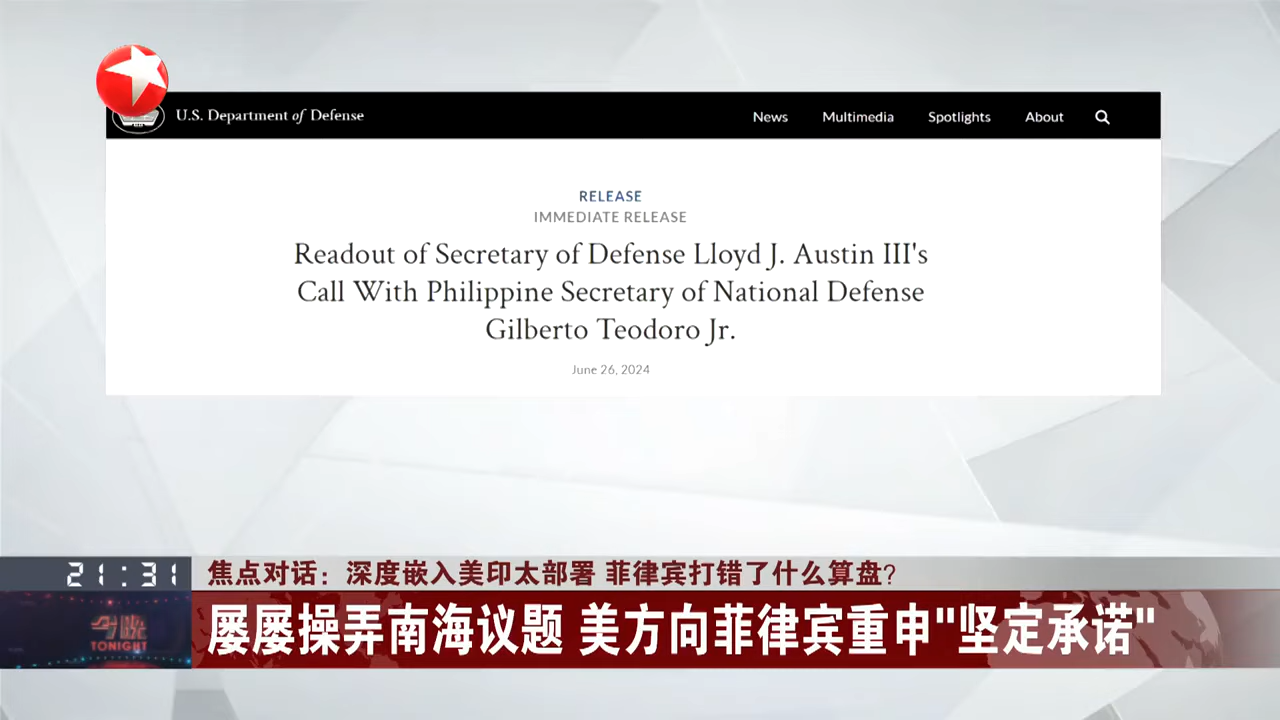 U.S. Department of Defense
News Multimedia Spotlights About
RELEASE
IMMEDIATE RELEASE
Readout of Secretary of Defense Lloyd J. Austin III's
Call With Philippine Secretary of National Defense
Gilberto Teodoro Jr.
June 26, 2024
21:31 焦点对话：深度嵌入美印太部署 菲律宾打错了什么算盘?
今晚
TONIGHT
屡屡操弄南海议题 美方向菲律宾重申"坚定承诺"